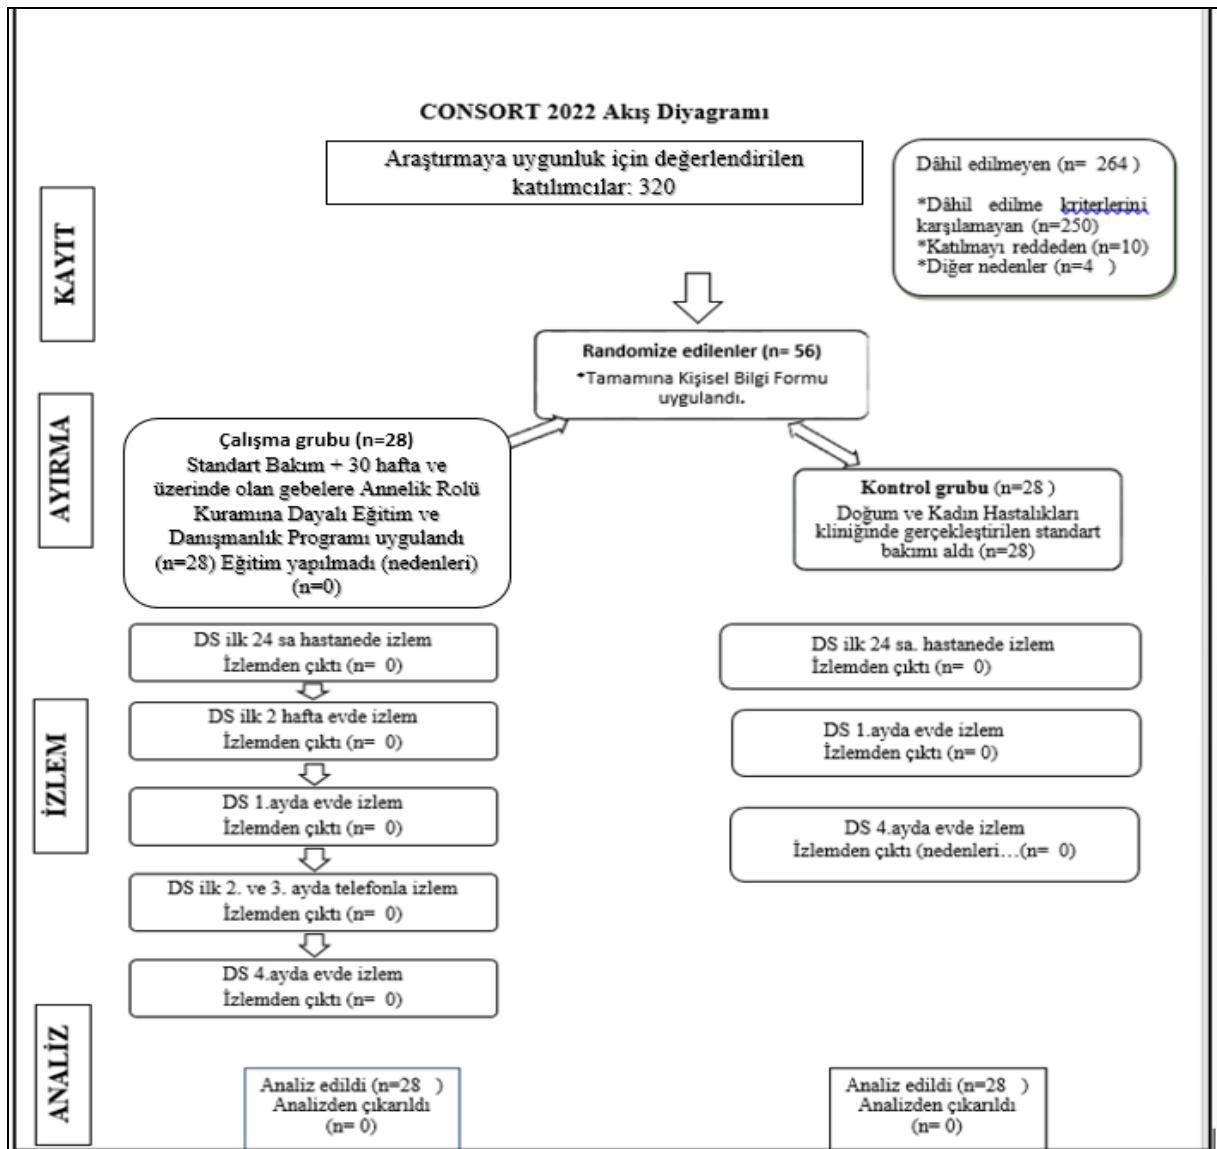 CONSORT 2022 Akış Diyagramı
Araştırmaya uygunluk için değerlendirilen
katılımcılar: 320
Dâhil edilmeyen (n= 264 )
*Dâhil edilme kriterlerini
karşılamayan (n=250)
*Katılmayı reddeden (n=10)
*Diğer nedenler (n=4 )
KAYIT
Randomize edilenler (n= 56)
*Tamamına Kişisel Bilgi Formu
uygulandı.
AYIRMA
Çalışma grubu (n=28)
Standart Bakım + 30 hafta ve
üzerinde olan gebelere Annelik Rolü
Kuramına Dayalı Eğitim ve
Danışmanlık Programı uygulandı
(n=28) Eğitim yapılmadı (nedenleri)
(n=0)
Kontrol grubu (n=28 )
Doğum ve Kadın Hastalıkları
kliniğinde gerçekleştirilen standart
bakımı aldı (n=28)
İZLEM
DS ilk 24 sa hastanede izlem
İzlemden çıktı (n= 0)
DS ilk 2 hafta evde izlem
İzlemden çıktı (n= 0)
DS 1.ayda evde izlem
İzlemden çıktı (n= 0)
DS ilk 2. ve 3. ayda telefonla izlem
İzlemden çıktı (n= 0)
DS 4.ayda evde izlem
İzlemden çıktı (n= 0)
DS ilk 24 sa. hastanede izlem
İzlemden çıktı (n= 0)
DS 1.ayda evde izlem
İzlemden çıktı (n= 0)
DS 4.ayda evde izlem
İzlemden çıktı (nedenleri…(n= 0)
ANALİZ
Analiz edildi (n=28 )
Analizden çıkarıldı
(n= 0)
Analiz edildi (n=28 )
Analizden çıkarıldı
(n= 0)